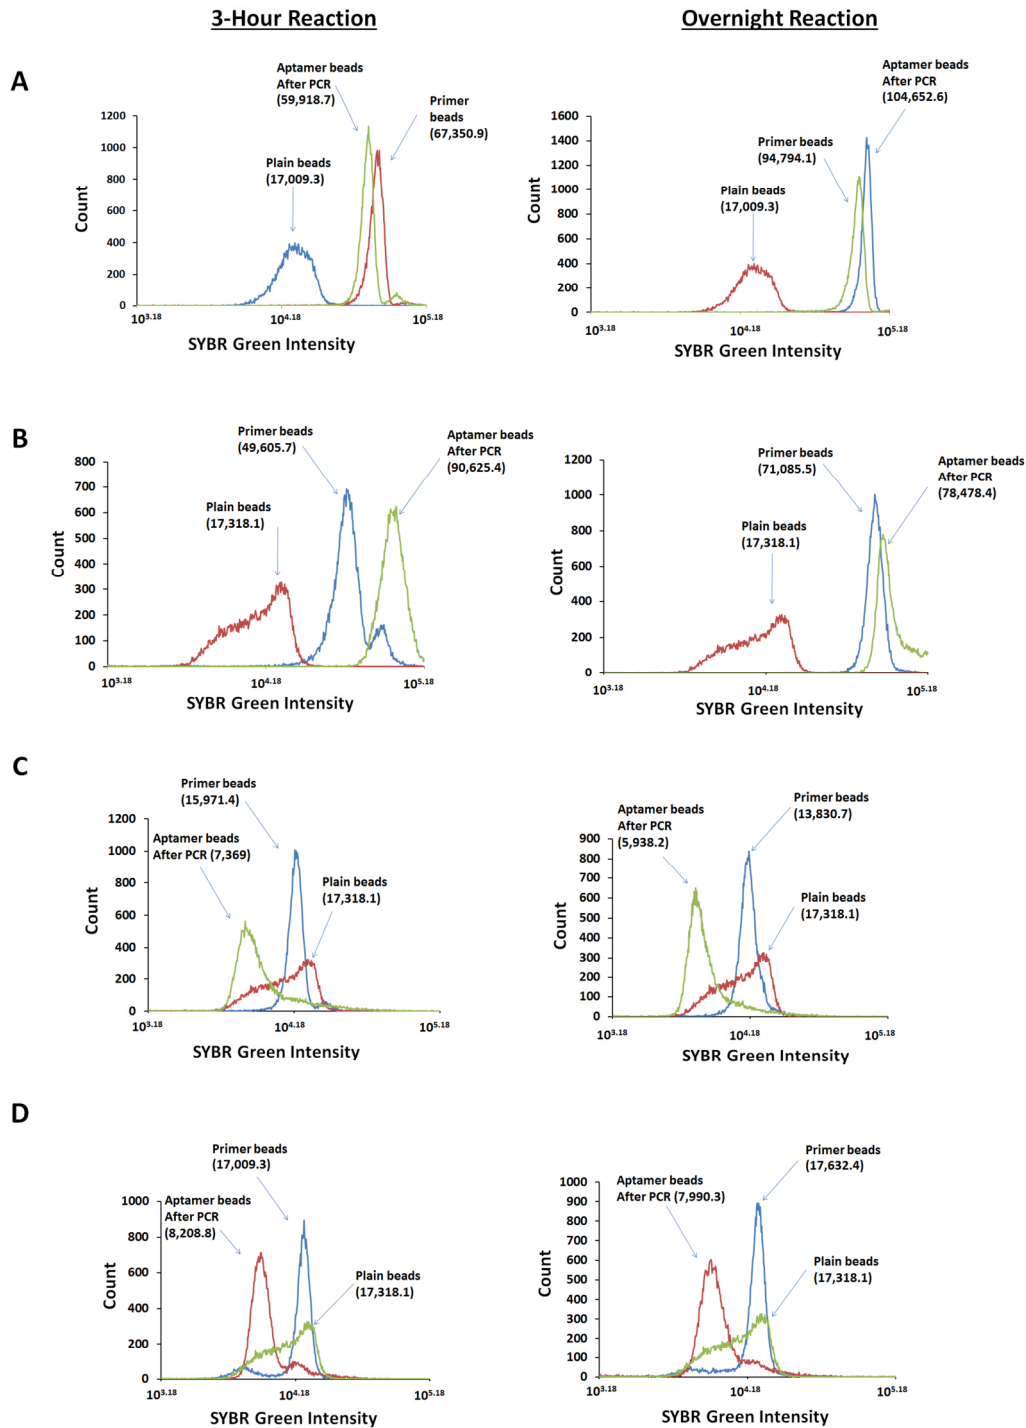 3-Hour Reaction
Overnight Reaction
A
Aptamer beads
After PCR
(59,918.7)
Primer
beads
(67,350.9)
Plain beads
(17,009.3)
1200
1000
800
600
400
200
0
Count
10^3.18
10^4.18
10^5.18
SYBR Green Intensity
Aptamer beads
After PCR
(104,652.6)
Primer beads
(94,794.1)
Plain beads
(17,009.3)
1600
1400
1200
1000
800
600
400
200
0
Count
10^3.18
10^4.18
10^5.18
SYBR Green Intensity
B
Primer beads
(49,605.7)
Aptamer beads
After PCR
(90,625.4)
Plain beads
(17,318.1)
800
700
600
500
400
300
200
100
0
Count
10^3.18
10^4.18
10^5.18
SYBR Green Intensity
Primer beads
(71,085.5)
Aptamer beads
After PCR
(78,478.4)
Plain beads
(17,318.1)
1200
1000
800
600
400
200
0
Count
10^3.18
10^4.18
10^5.18
SYBR Green Intensity
C
Primer beads
(15,971.4)
Aptamer beads
After PCR (7,369)
Plain beads
(17,318.1)
1200
1000
800
600
400
200
0
Count
10^3.18
10^4.18
10^5.18
SYBR Green Intensity
Aptamer beads
After PCR
(5,938.2)
Primer beads
(13,830.7)
Plain beads
(17,318.1)
900
800
700
600
500
400
300
200
100
0
Count
10^3.18
10^4.18
10^5.18
SYBR Green Intensity
D
Primer beads
(17,009.3)
Aptamer beads
After PCR
(8,208.8)
Plain beads
(17,318.1)
1000
800
600
400
200
0
Count
10^3.18
10^4.18
10^5.18
SYBR Green Intensity
Primer beads
(17,632.4)
Aptamer beads
After PCR (7,990.3)
Plain beads
(17,318.1)
1000
900
800
700
600
500
400
300
200
100
0
Count
10^3.18
10^4.18
10^5.18
SYBR Green Intensity